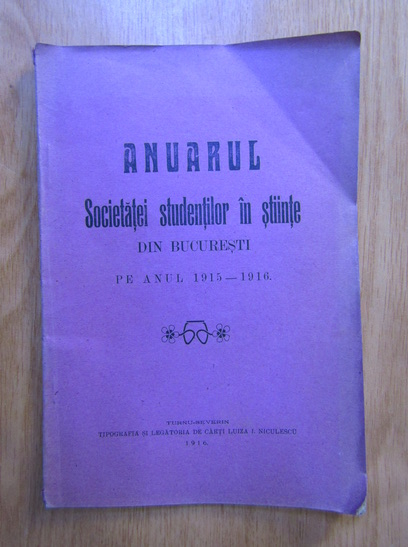 ANUARUL
Societăței studenților în științe
DIN BUCUREȘTI
PE ANUL 1915—1916.
TURNU-SEVERIN
TIPOGRAFIA ȘI LEGĂTORIA DE CĂRȚI LUIZA I. NICULESCU
1916.